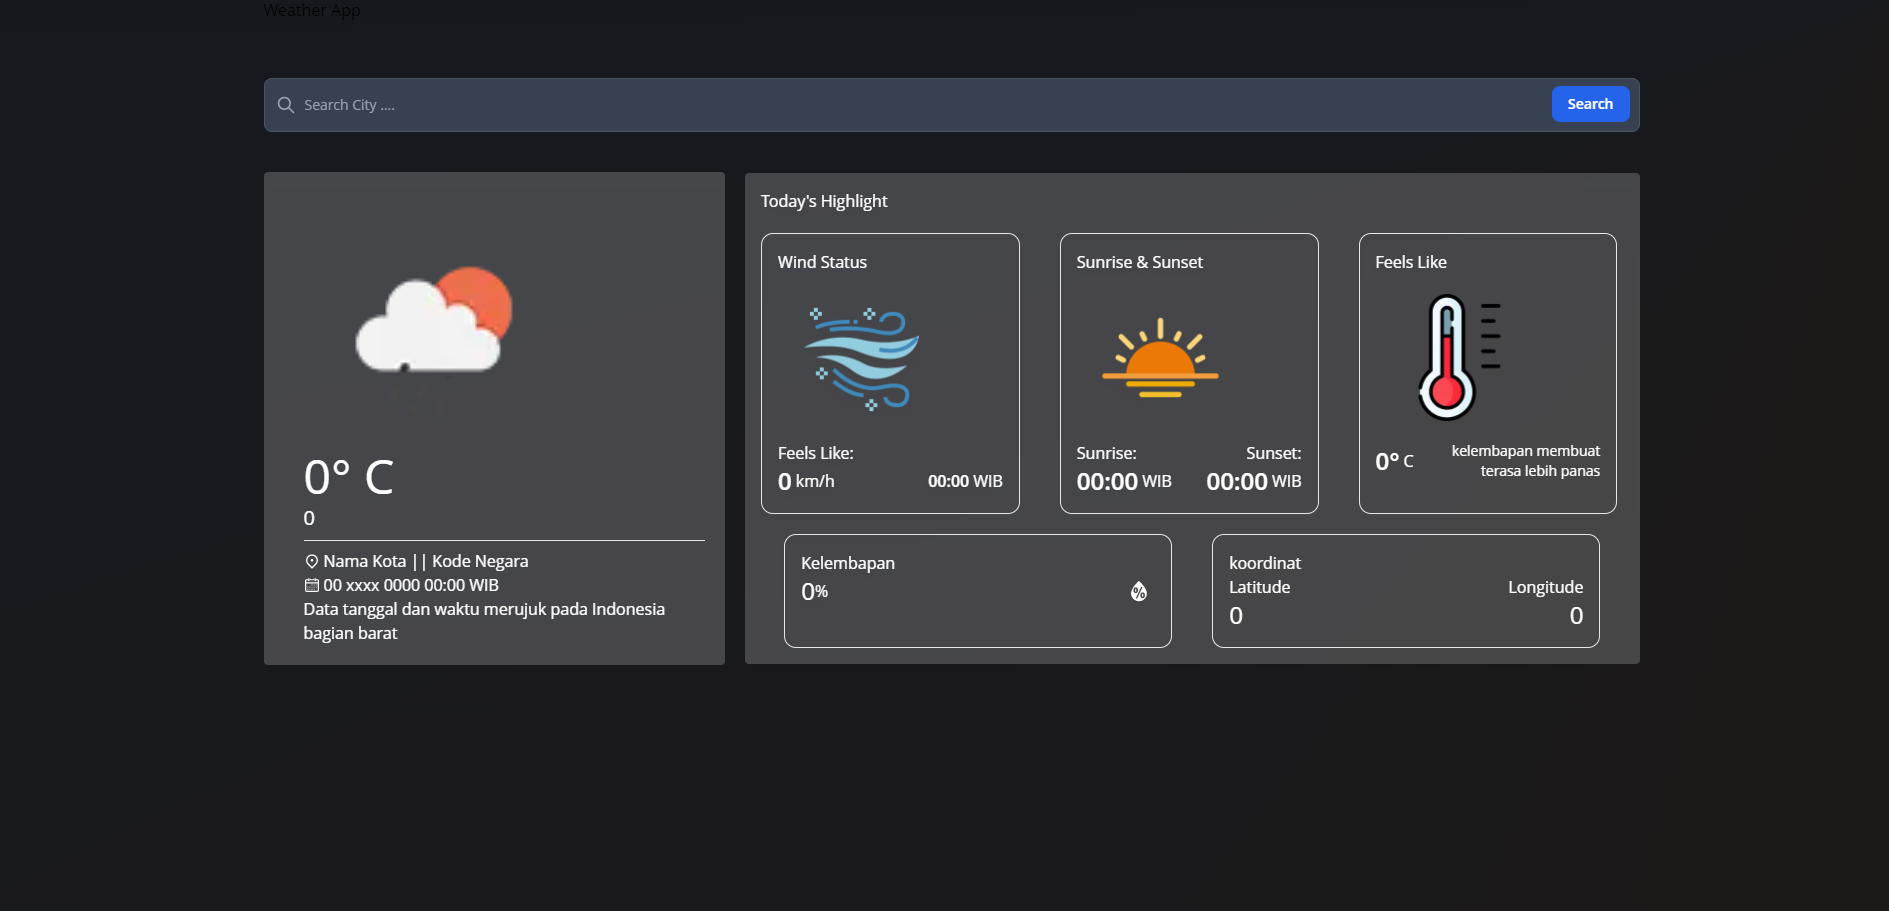 Weather App
Search City ....
Search
0° C
0
Nama Kota || Kode Negara
00 xxxx 0000 00:00 WIB
Data tanggal dan waktu merujuk pada Indonesia
bagian barat
Today's Highlight
Wind Status
Feels Like:
0 km/h
00:00 WIB
Sunrise & Sunset
Sunrise:
00:00 WIB
Sunset:
00:00 WIB
Feels Like
0° C
kelembapan membuat
terasa lebih panas
Kelembapan
0%
%
koordinat
Latitude
0
Longitude
0